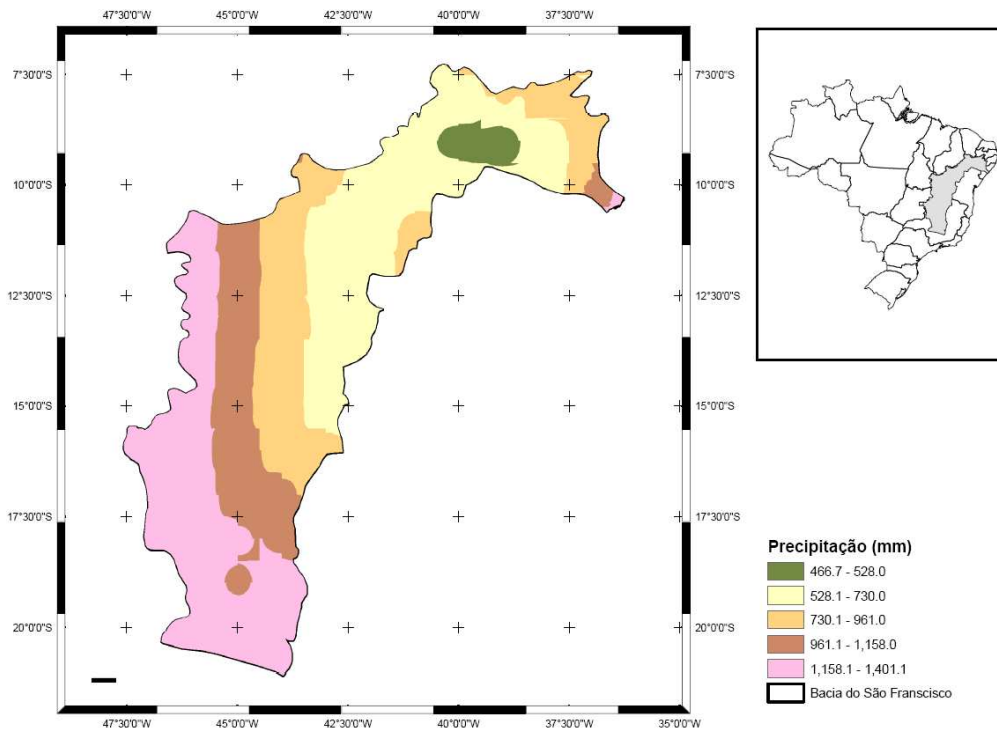 47°30'0"W 45°0'0"W 42°30'0"W 40°0'0"W 37°30'0"W
7°30'0"S 7°30'0"S
10°0'0"S 10°0'0"S
12°30'0"S 12°30'0"S
15°0'0"S 15°0'0"S
17°30'0"S 17°30'0"S
20°0'0"S 20°0'0"S
47°30'0"W 45°0'0"W 42°30'0"W 40°0'0"W 37°30'0"W 35°0'0"W
Precipitação (mm)
466.7 - 528.0
528.1 - 730.0
730.1 - 961.0
961.1 - 1,158.0
1,158.1 - 1,401.1
Bacia do São Franscisco